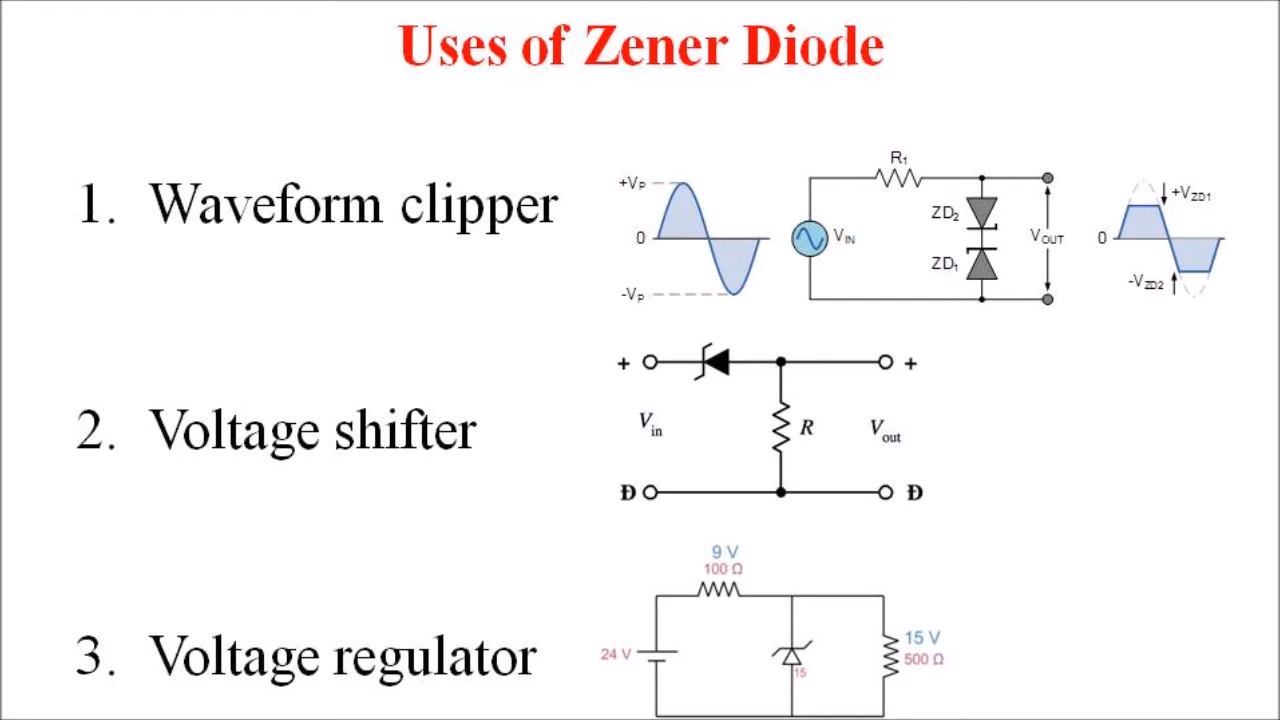 Uses of Zener Diode
1. Waveform clipper
+VP
0
-VP
R1
VIN
ZD2
ZD1
VOUT
0
+VZD1
-VZD2
2. Voltage shifter
+
Vin
Đ
R
+
Vout
Đ
3. Voltage regulator
9 V
100 Ω
24 V
15
15 V
500 Ω